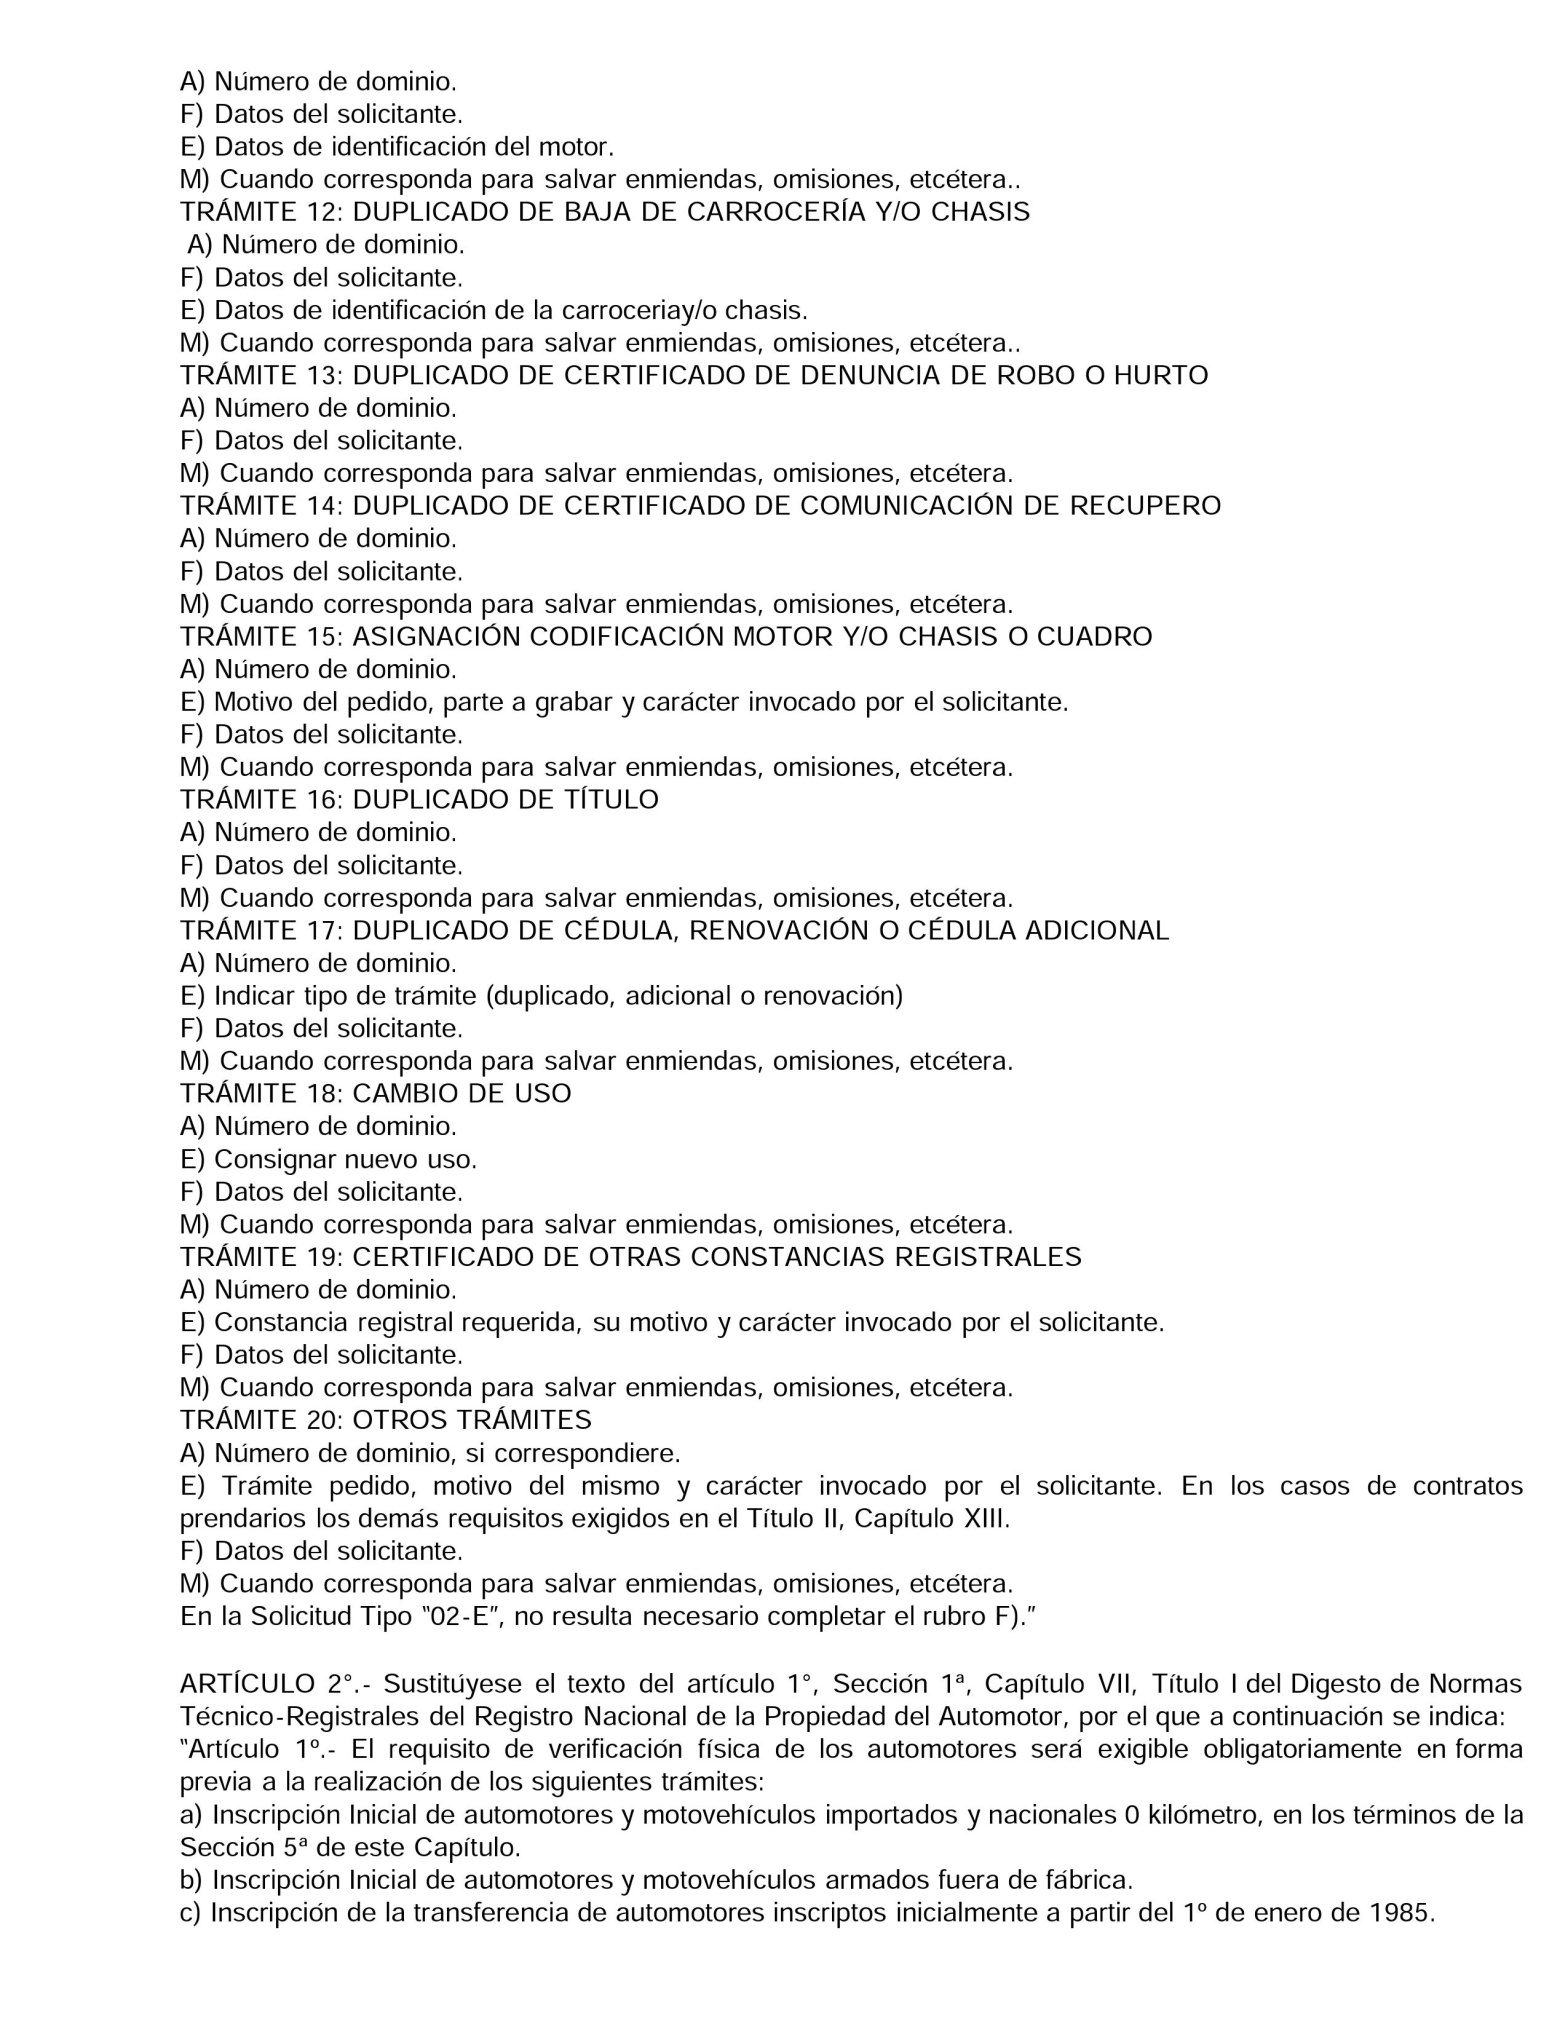 A) Número de dominio.
F) Datos del solicitante.
E) Datos de identificación del motor.
M) Cuando corresponda para salvar enmiendas, omisiones, etcétera..
TRÁMITE 12: DUPLICADO DE BAJA DE CARROCERÍA Y/O CHASIS
A) Número de dominio.
F) Datos del solicitante.
E) Datos de identificación de la carroceriay/o chasis.
M) Cuando corresponda para salvar enmiendas, omisiones, etcétera..
TRÁMITE 13: DUPLICADO DE CERTIFICADO DE DENUNCIA DE ROBO O HURTO
A) Número de dominio.
F) Datos del solicitante.
M) Cuando corresponda para salvar enmiendas, omisiones, etcétera.
TRÁMITE 14: DUPLICADO DE CERTIFICADO DE COMUNICACIÓN DE RECUPERO
A) Número de dominio.
F) Datos del solicitante.
M) Cuando corresponda para salvar enmiendas, omisiones, etcétera.
TRÁMITE 15: ASIGNACIÓN CODIFICACIÓN MOTOR Y/O CHASIS O CUADRO
A) Número de dominio.
E) Motivo del pedido, parte a grabar y carácter invocado por el solicitante.
F) Datos del solicitante.
M) Cuando corresponda para salvar enmiendas, omisiones, etcétera.
TRÁMITE 16: DUPLICADO DE TÍTULO
A) Número de dominio.
F) Datos del solicitante.
M) Cuando corresponda para salvar enmiendas, omisiones, etcétera.
TRÁMITE 17: DUPLICADO DE CÉDULA, RENOVACIÓN O CÉDULA ADICIONAL
A) Número de dominio.
E) Indicar tipo de trámite (duplicado, adicional o renovación)
F) Datos del solicitante.
M) Cuando corresponda para salvar enmiendas, omisiones, etcétera.
TRÁMITE 18: CAMBIO DE USO
A) Número de dominio.
E) Consignar nuevo uso.
F) Datos del solicitante.
M) Cuando corresponda para salvar enmiendas, omisiones, etcétera.
TRÁMITE 19: CERTIFICADO DE OTRAS CONSTANCIAS REGISTRALES
A) Número de dominio.
E) Constancia registral requerida, su motivo y carácter invocado por el solicitante.
F) Datos del solicitante.
M) Cuando corresponda para salvar enmiendas, omisiones, etcétera.
TRÁMITE 20: OTROS TRÁMITES
A) Número de dominio, si correspondiere.
E) Trámite pedido, motivo del mismo y carácter invocado por el solicitante. En los casos de contratos
prendarios los demás requisitos exigidos en el Título II, Capítulo XIII.
F) Datos del solicitante.
M) Cuando corresponda para salvar enmiendas, omisiones, etcétera.
En la Solicitud Tipo “02-E”, no resulta necesario completar el rubro F).”
ARTÍCULO 2°.- Sustitúyese el texto del artículo 1°, Sección 1ª, Capítulo VII, Título I del Digesto de Normas
Técnico-Registrales del Registro Nacional de la Propiedad del Automotor, por el que a continuación se indica:
“Artículo 1º.- El requisito de verificación física de los automotores será exigible obligatoriamente en forma
previa a la realización de los siguientes trámites:
a) Inscripción Inicial de automotores y motovehículos importados y nacionales 0 kilómetro, en los términos de la
Sección 5ª de este Capítulo.
b) Inscripción Inicial de automotores y motovehículos armados fuera de fábrica.
c) Inscripción de la transferencia de automotores inscriptos inicialmente a partir del 1º de enero de 1985.